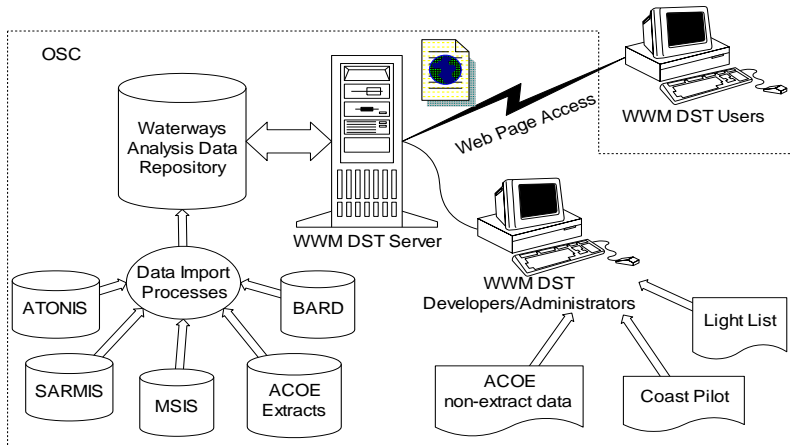 OSC
Waterways
Analysis Data
Repository
WWM DST Server
Web Page Access
WWM DST Users
WWM DST
Developers/Administrators
Data Import
Processes
ATONIS
BARD
SARMIS
MSIS
ACOE
Extracts
Light List
ACOE
non-extract data
Coast Pilot